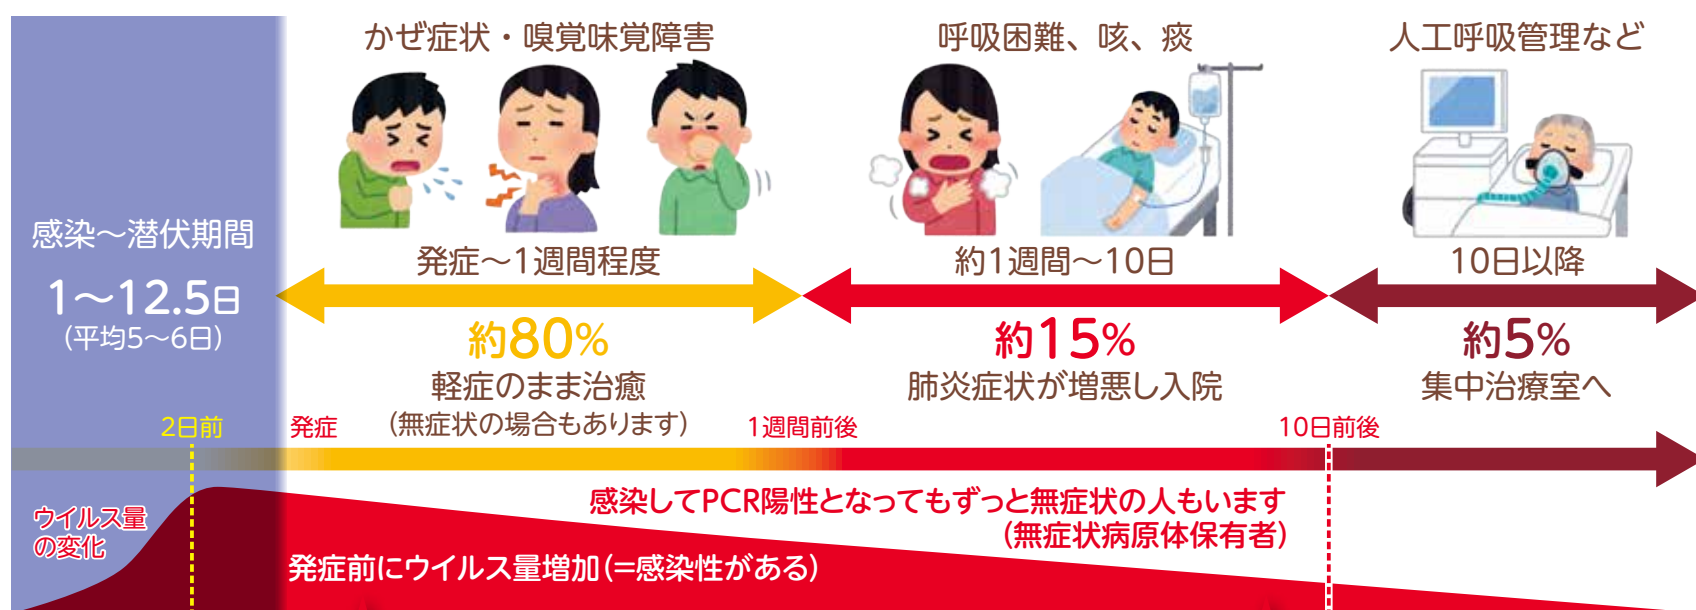 かぜ症状・嗅覚味覚障害
呼吸困難、咳、痰
人工呼吸管理など
感染～潜伏期間
1～12.5日
(平均5～6日)
発症～1週間程度
約1週間～10日
10日以降
約80%
約15%
約5%
軽症のまま治癒
(無症状の場合もあります)
肺炎症状が増悪し入院
集中治療室へ
2日前
発症
1週間前後
10日前後
ウイルス量
の変化
感染してPCR陽性となってもずっと無症状の人もいます
(無症状病原体保有者)
発症前にウイルス量増加(=感染性がある)